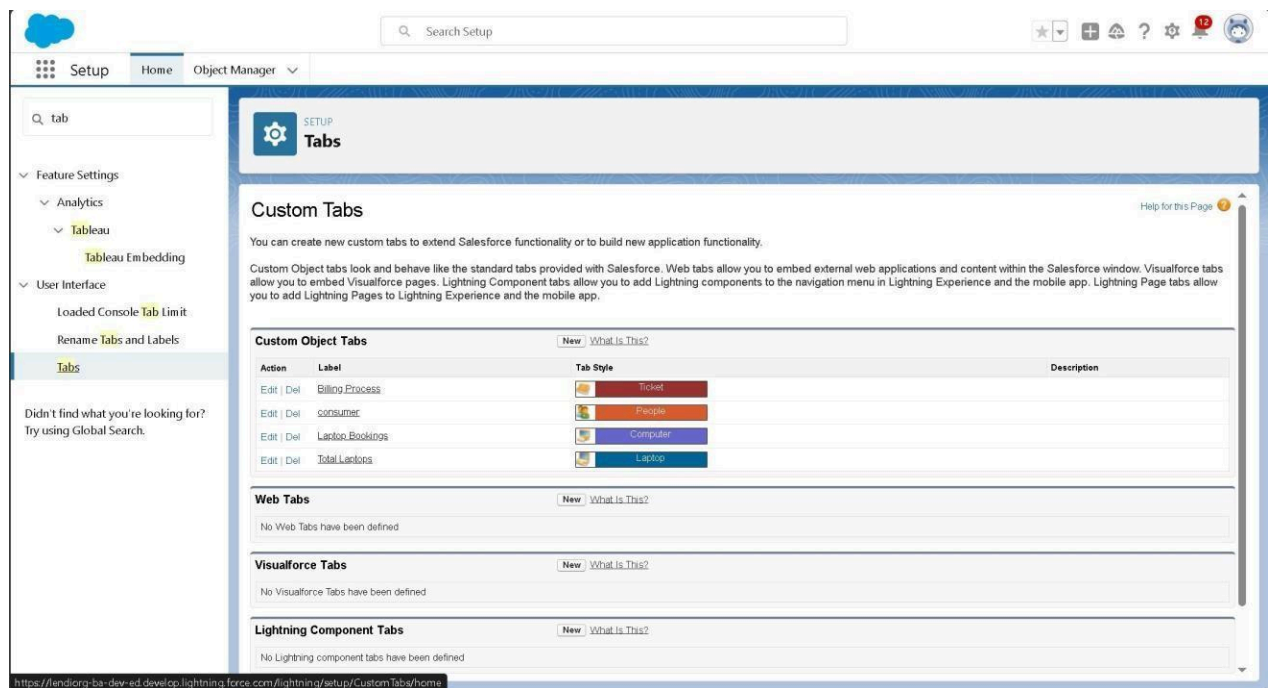 Search Setup
12
Setup
Home
Object Manager
tab
Feature Settings
Analytics
Tableau
Tableau Embedding
User Interface
Loaded Console Tab Limit
Rename Tabs and Labels
Tabs
Didn't find what you're looking for?
Try using Global Search.
SETUP
Tabs
Custom Tabs
Help for this Page
You can create new custom tabs to extend Salesforce functionality or to build new application functionality.
Custom Object tabs look and behave like the standard tabs provided with Salesforce. Web tabs allow you to embed external web applications and content within the Salesforce window. Visualforce tabs
allow you to embed Visualforce pages. Lightning Component tabs allow you to add Lightning components to the navigation menu in Lightning Experience and the mobile app. Lightning Page tabs allow
you to add Lightning Pages to Lightning Experience and the mobile app.
Custom Object Tabs New What Is This?
Action Label Tab Style Description
Edit | Del Billing Process Ticket
Edit | Del consumer People
Edit | Del Laptop Bookings Computer
Edit | Del Total Laptops Laptop
Web Tabs New What Is This?
No Web Tabs have been defined
Visualforce Tabs New What Is This?
No Visualforce Tabs have been defined
Lightning Component Tabs New What Is This?
No Lightning component tabs have been defined
https://lendiorg-ba-dev-ed.develop.lightning.force.com/lightning/setup/CustomTabs/home